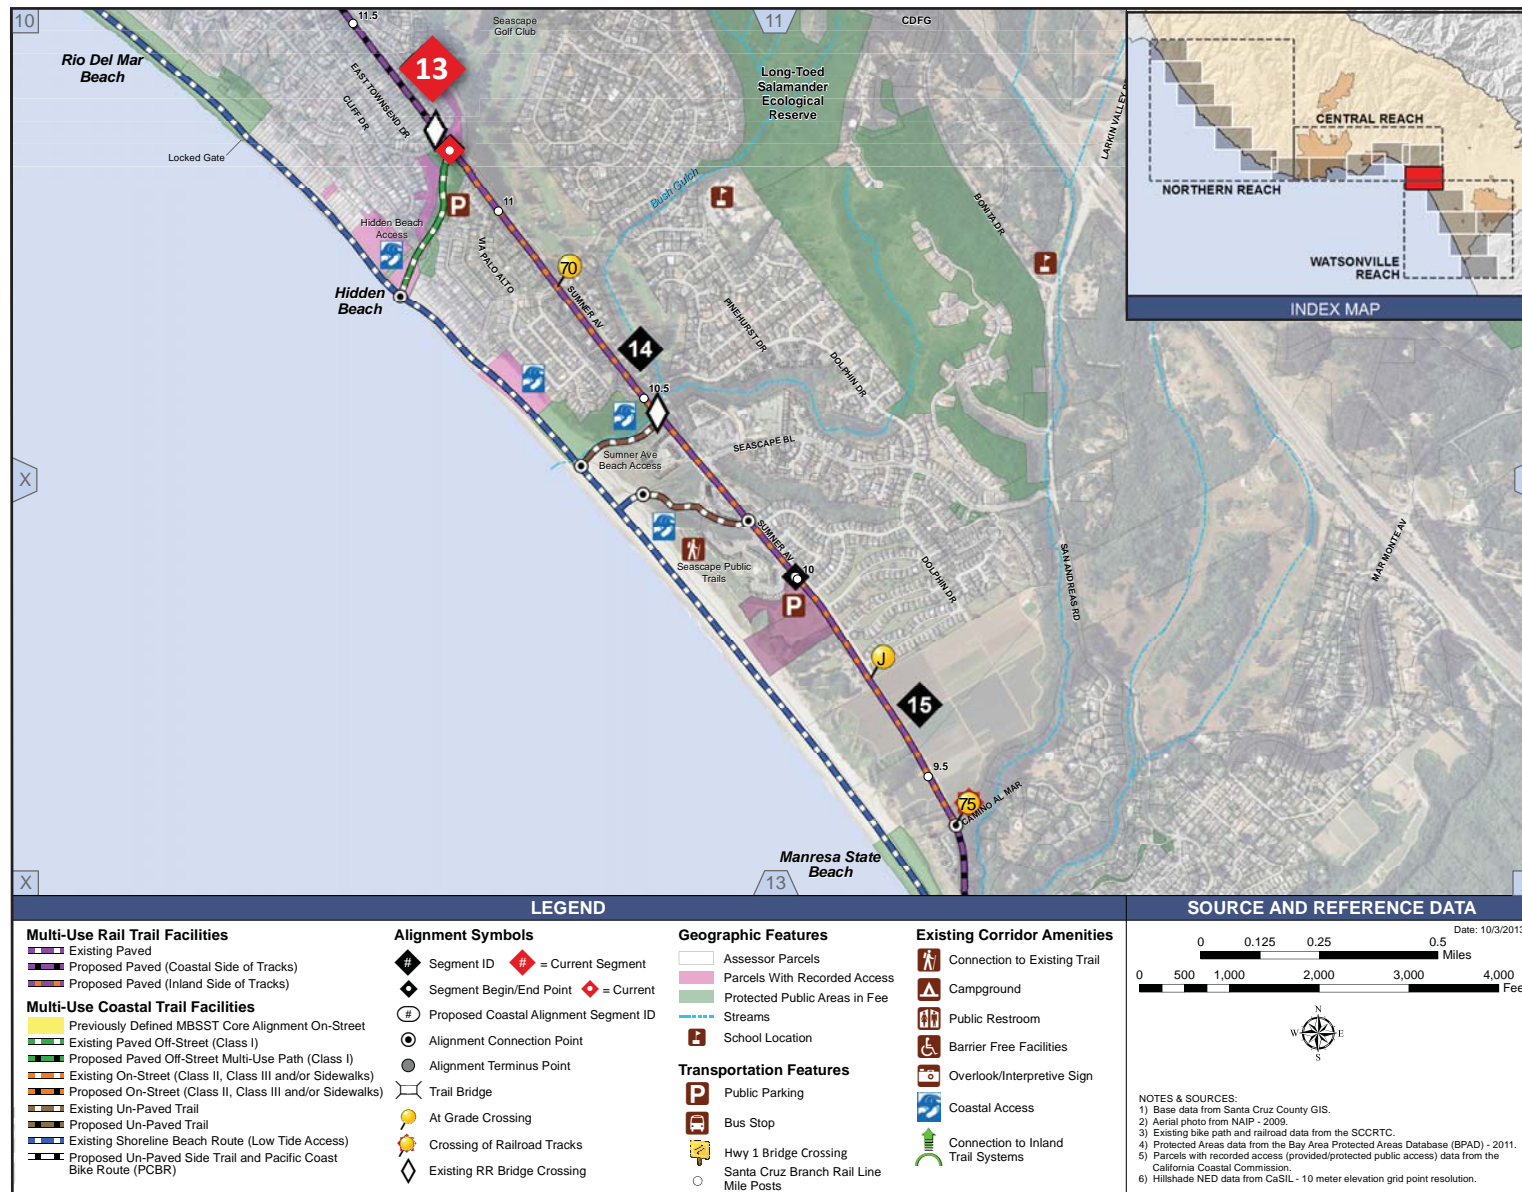 10
11.5
Seascape
Golf Club
11
CDFG
Rio Del Mar
Beach
13
EAST TOWNSEND DR
CLIFF DR
Long-Toed
Salamander
Ecological
Reserve
LARKIN VALLEY
Locked Gate
Bush Gulch
BONITA DR
P
11
Hidden Beach
Access
VIA PALO ALTO
70
SUMNER AV
Hidden
Beach
PINEHURST DR
14
DOLPHIN DR
10.5
SEASCAPE BL
Sumner Ave
Beach Access
X
SUMNER AV
MAR MONTE AV
SAN ANDREAS RD
Seascape Public
Trails
10
DOLPHIN DR
P
J
15
9.5
75
CAMINO AL MAR
Manresa State
Beach
X
13
CENTRAL REACH
NORTHERN REACH
WATSONVILLE
REACH
INDEX MAP
LEGEND
Multi-Use Rail Trail Facilities
Existing Paved
Proposed Paved (Coastal Side of Tracks)
Proposed Paved (Inland Side of Tracks)
Multi-Use Coastal Trail Facilities
Previously Defined MBSST Core Alignment On-Street
Existing Paved Off-Street (Class I)
Proposed Paved Off-Street Multi-Use Path (Class I)
Existing On-Street (Class II, Class III and/or Sidewalks)
Proposed On-Street (Class II, Class III and/or Sidewalks)
Existing Un-Paved Trail
Proposed Un-Paved Trail
Existing Shoreline Beach Route (Low Tide Access)
Proposed Un-Paved Side Trail and Pacific Coast
Bike Route (PCBR)
Alignment Symbols
# Segment ID # = Current Segment
Segment Begin/End Point = Current
# Proposed Coastal Alignment Segment ID
Alignment Connection Point
Alignment Terminus Point
Trail Bridge
At Grade Crossing
Crossing of Railroad Tracks
Existing RR Bridge Crossing
Geographic Features
Assessor Parcels
Parcels With Recorded Access
Protected Public Areas in Fee
Streams
School Location
Transportation Features
P Public Parking
Bus Stop
Hwy 1 Bridge Crossing
Santa Cruz Branch Rail Line
Mile Posts
Existing Corridor Amenities
Connection to Existing Trail
Campground
Public Restroom
Barrier Free Facilities
Overlook/Interpretive Sign
Coastal Access
Connection to Inland
Trail Systems
SOURCE AND REFERENCE DATA
Date: 10/3/2013
0 0.125 0.25 0.5
Miles
0 500 1,000 2,000 3,000 4,000
Fee
N
W E
S
NOTES & SOURCES:
1) Base data from Santa Cruz County GIS.
2) Aerial photo from NAIP - 2009.
3) Existing bike path and railroad data from the SCCRTC.
4) Protected Areas data from the Bay Area Protected Areas Database (BPAD) - 2011.
5) Parcels with recorded access (provided/protected public access) data from the
California Coastal Commission.
6) Hillshade NED data from CaSIL - 10 meter elevation grid point resolution.